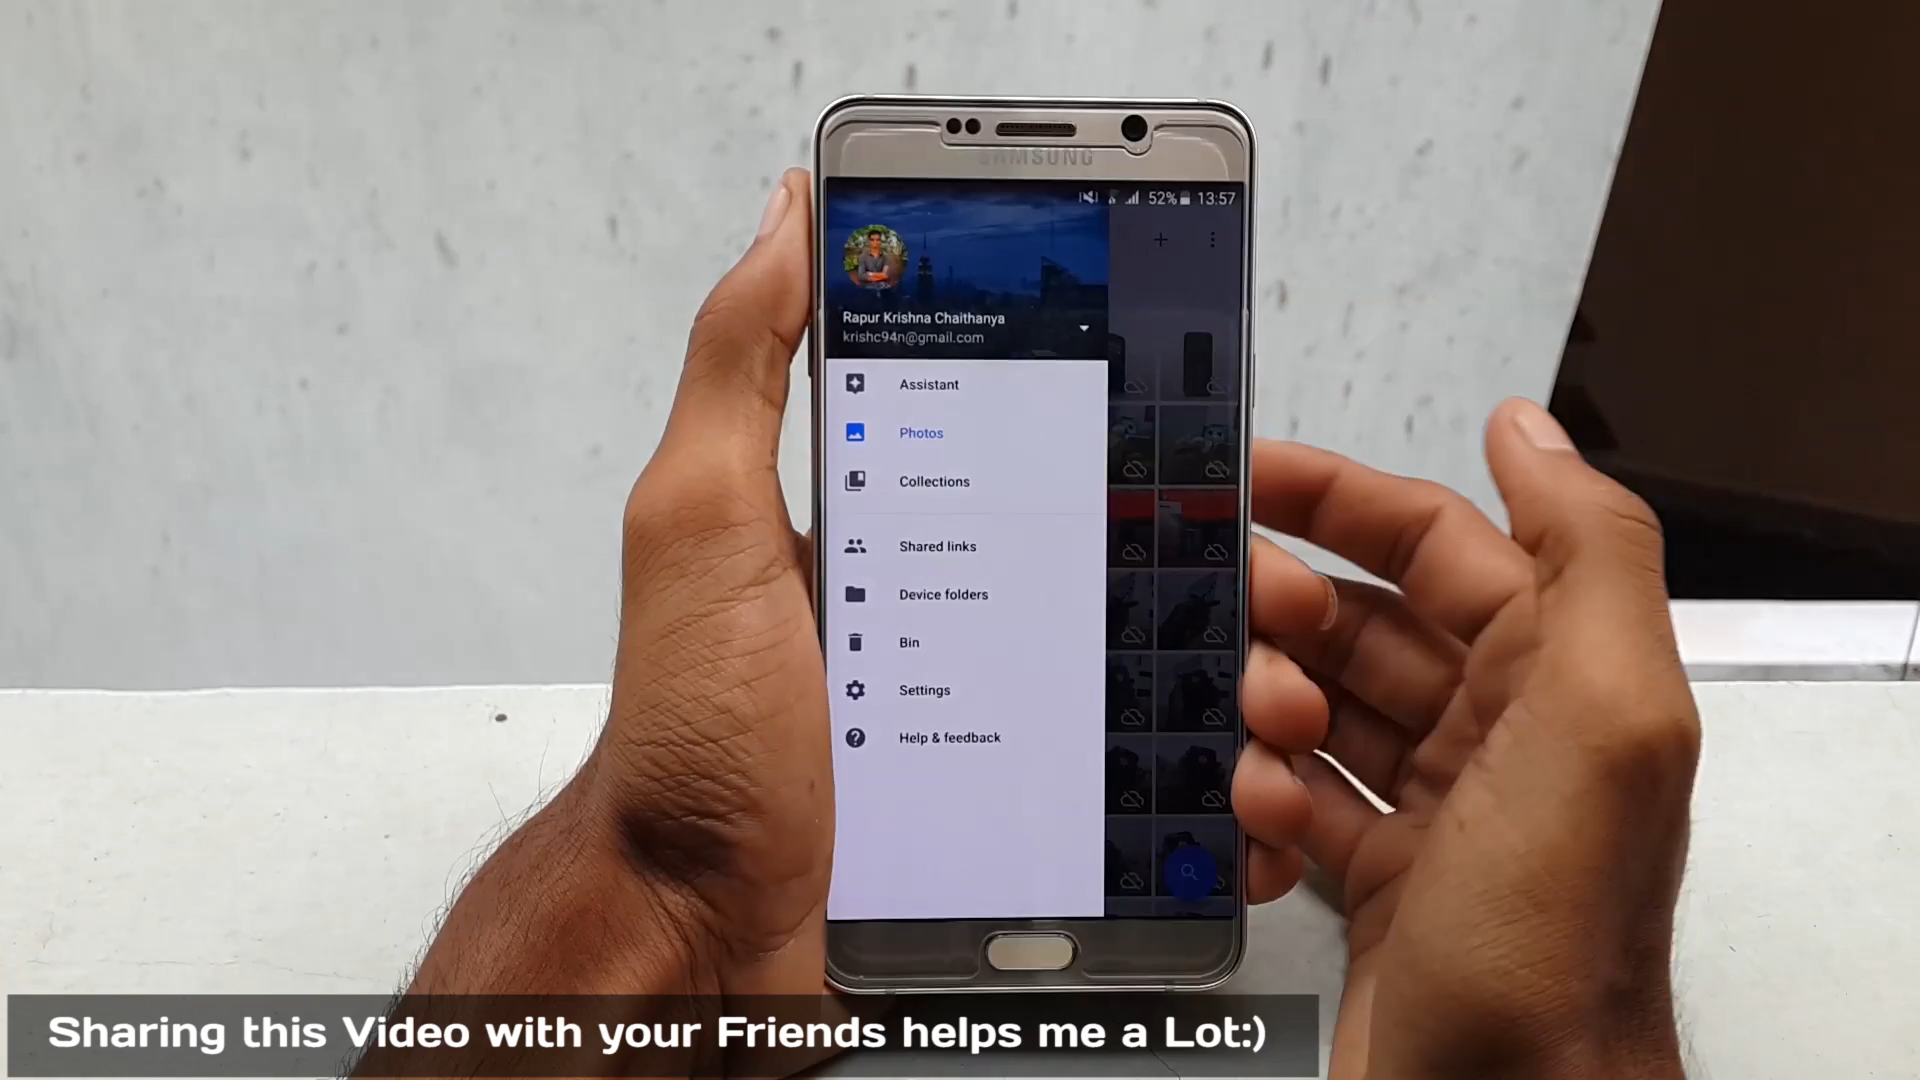 SAMSUNG
52% 13:57
Rapur Krishna Chaithanya
krishc94n@gmail.com
Assistant
Photos
Collections
Shared links
Device folders
Bin
Settings
Help & feedback
Sharing this Video with your Friends helps me a Lot:)